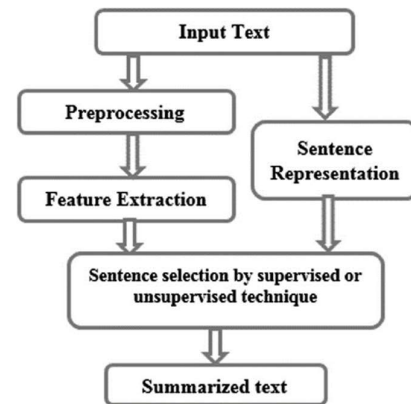 Input Text
Preprocessing
Sentence
Representation
Feature Extraction
Sentence selection by supervised or
unsupervised technique
Summarized text